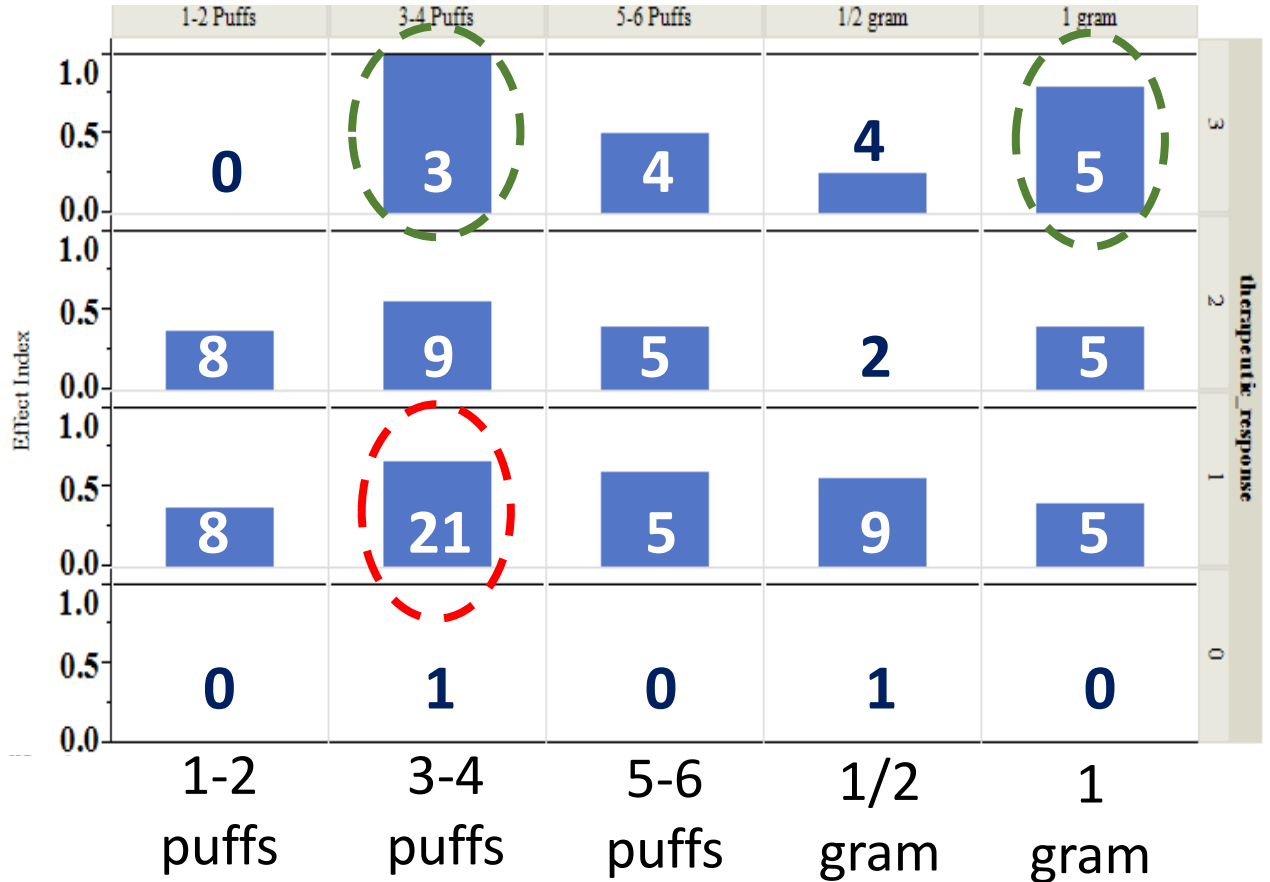 1-2 Puffs 3-4 Puffs 5-6 Puffs 1/2 gram 1 gram
1.0
0.5
0.0
0 3 4 4 5
3
1.0
0.5
0.0
8 9 5 2 5
2
1.0
0.5
0.0
8 21 5 9 5
1
1.0
0.5
0.0
0 1 0 1 0
0
Effect Index
therapeutic_response
1-2 3-4 5-6 1/2 1
puffs puffs puffs gram gram